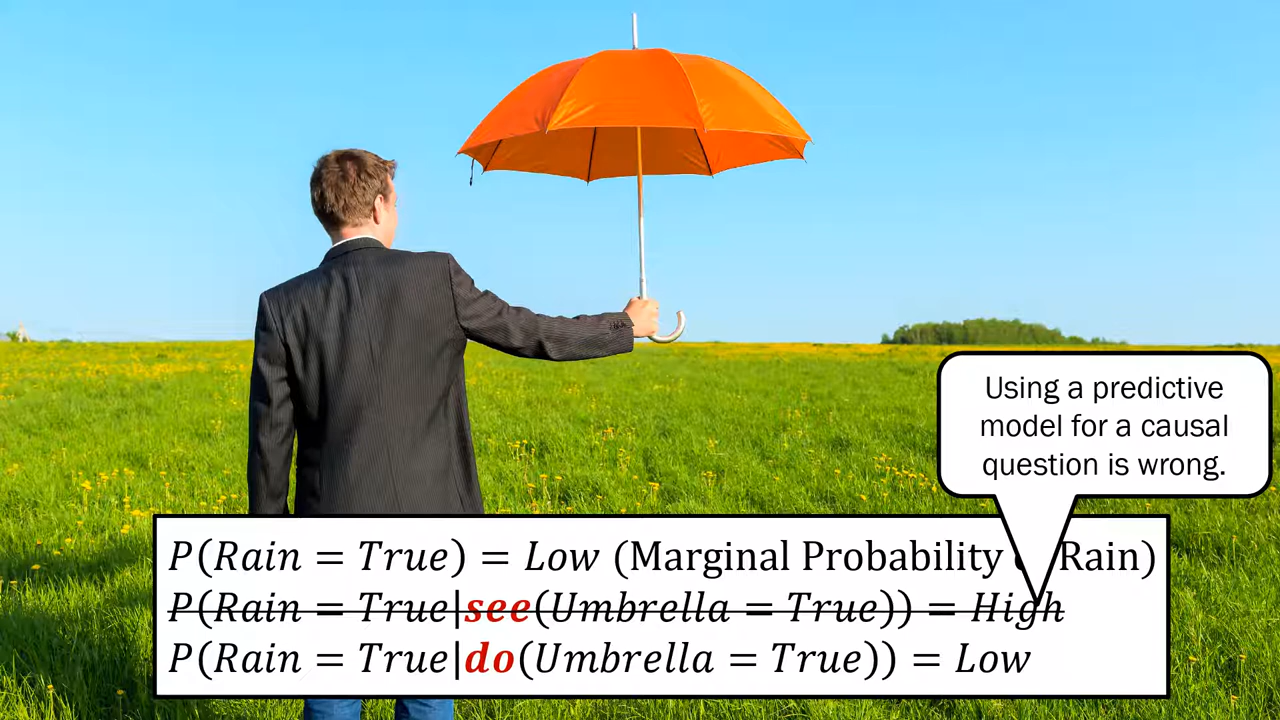 Using a predictive
model for a causal
question is wrong.
P(Rain = True) = Low (Marginal Probability Rain)
P(Rain = True|see(Umbrella = True)) = High
P(Rain = True|do(Umbrella = True)) = Low